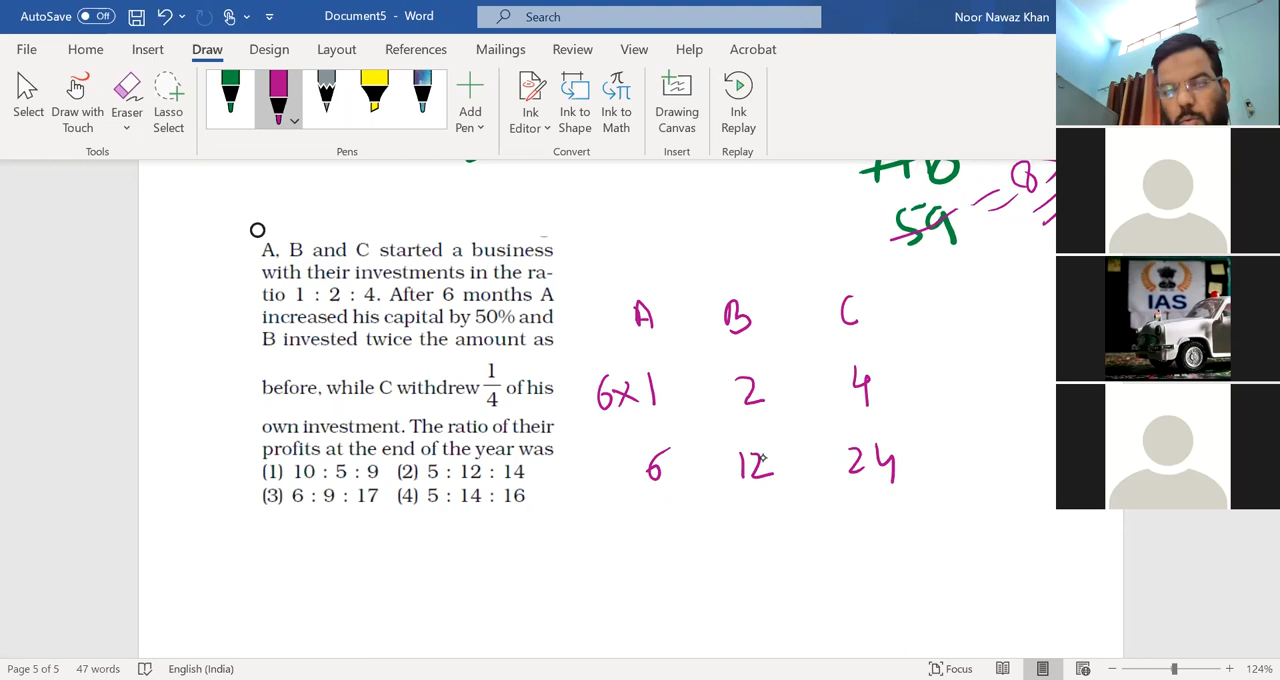 AutoSave Off Document5 - Word Search Noor Nawaz Khan
File Home Insert Draw Design Layout References Mailings Review View Help Acrobat
Select Draw with Touch Eraser Lasso Select Add Pen Ink Editor Ink to Shape Ink to Math Drawing Canvas Ink Replay
Tools Pens Convert Insert Replay
59
A, B and C started a business
with their investments in the ra-
tio 1 : 2 : 4. After 6 months A
increased his capital by 50% and
B invested twice the amount as
before, while C withdrew 1/4 of his
own investment. The ratio of their
profits at the end of the year was
(1) 10 : 5 : 9 (2) 5 : 12 : 14
(3) 6 : 9 : 17 (4) 5 : 14 : 16
A B C
6×1 2 4
6 12 24
IAS
Page 5 of 5 47 words English (India) Focus 124%